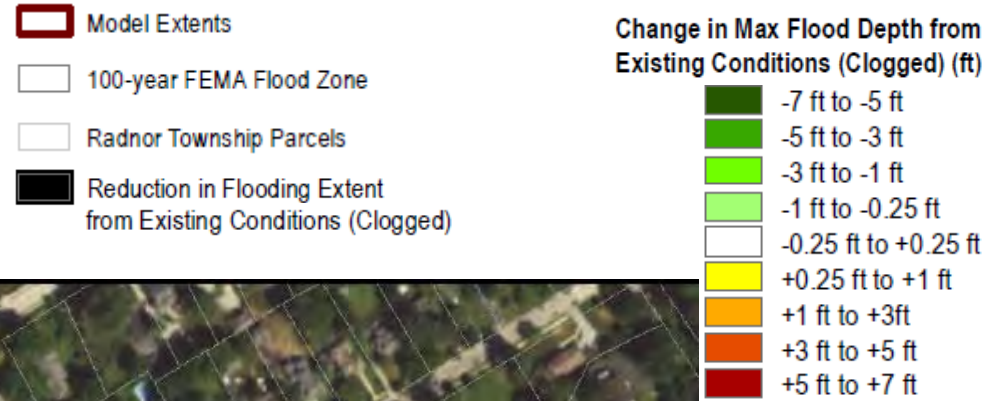 Model Extents
100-year FEMA Flood Zone
Radnor Township Parcels
Reduction in Flooding Extent
from Existing Conditions (Clogged)
Change in Max Flood Depth from
Existing Conditions (Clogged) (ft)
-7 ft to -5 ft
-5 ft to -3 ft
-3 ft to -1 ft
-1 ft to -0.25 ft
-0.25 ft to +0.25 ft
+0.25 ft to +1 ft
+1 ft to +3ft
+3 ft to +5 ft
+5 ft to +7 ft